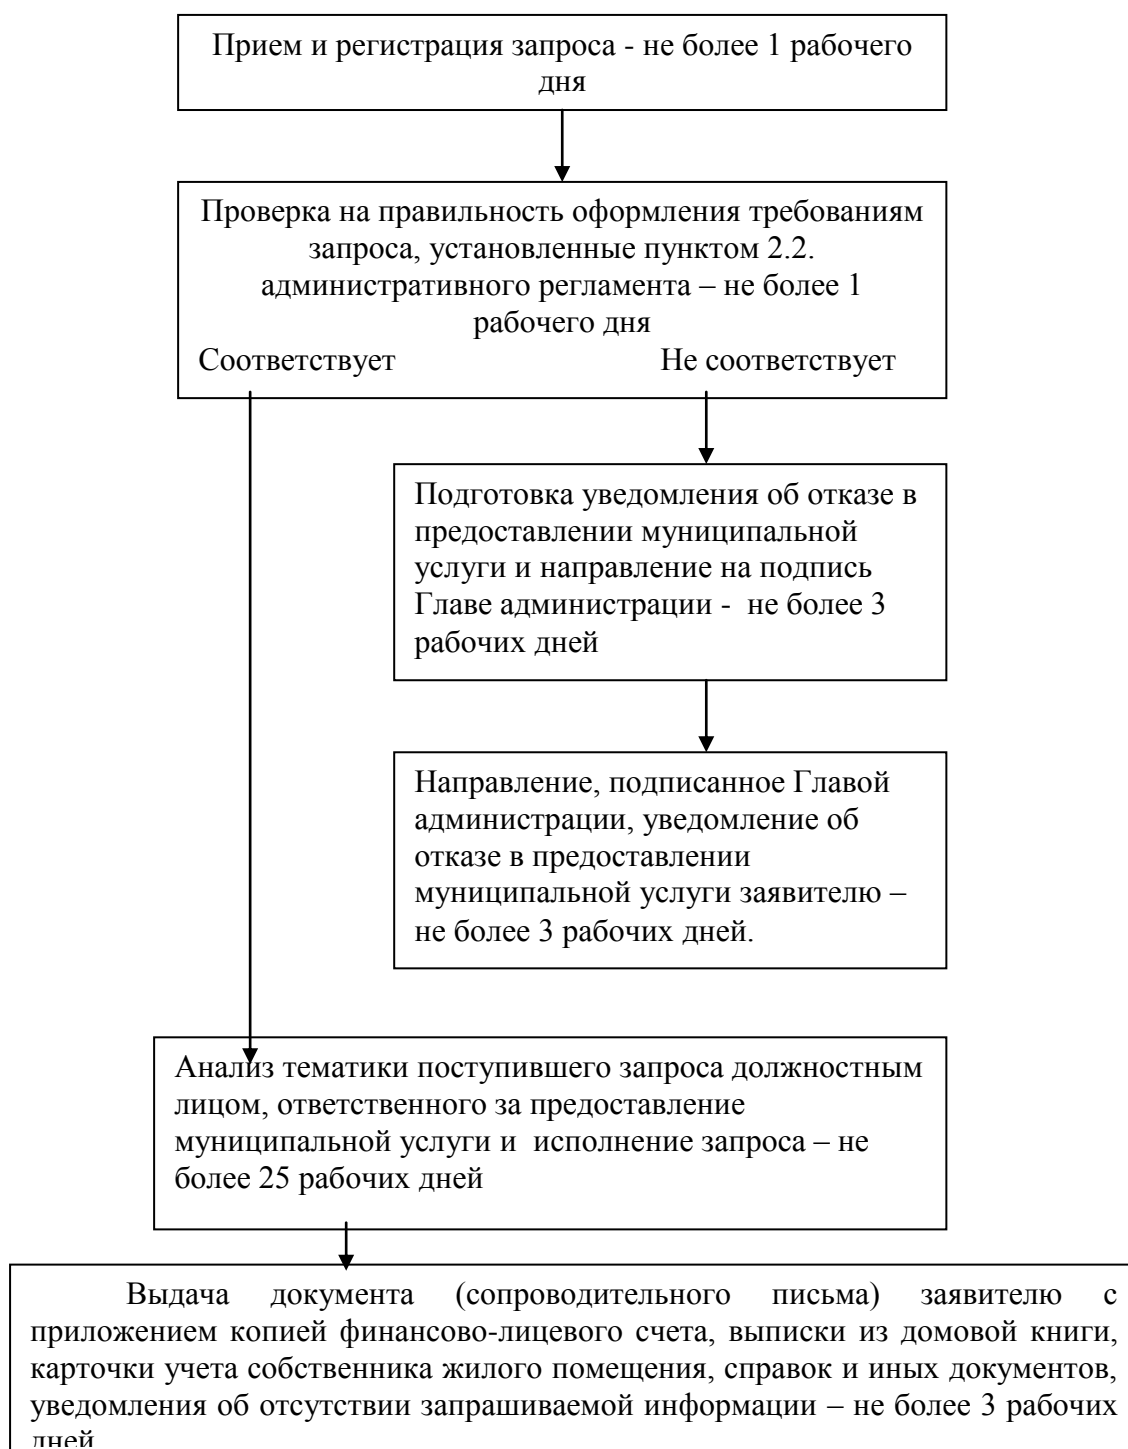 Прием и регистрация запроса - не более 1 рабочего
дня
Проверка на правильность оформления требованиям
запроса, установленные пунктом 2.2.
административного регламента – не более 1
рабочего дня
Соответствует Не соответствует
Подготовка уведомления об отказе в
предоставлении муниципальной
услуги и направление на подпись
Главе администрации - не более 3
рабочих дней
Направление, подписанное Главой
администрации, уведомление об
отказе в предоставлении
муниципальной услуги заявителю –
не более 3 рабочих дней.
Анализ тематики поступившего запроса должностным
лицом, ответственного за предоставление
муниципальной услуги и исполнение запроса – не
более 25 рабочих дней
Выдача документа (сопроводительного письма) заявителю с
приложением копией финансово-лицевого счета, выписки из домовой книги,
карточки учета собственника жилого помещения, справок и иных документов,
уведомления об отсутствии запрашиваемой информации – не более 3 рабочих
дней